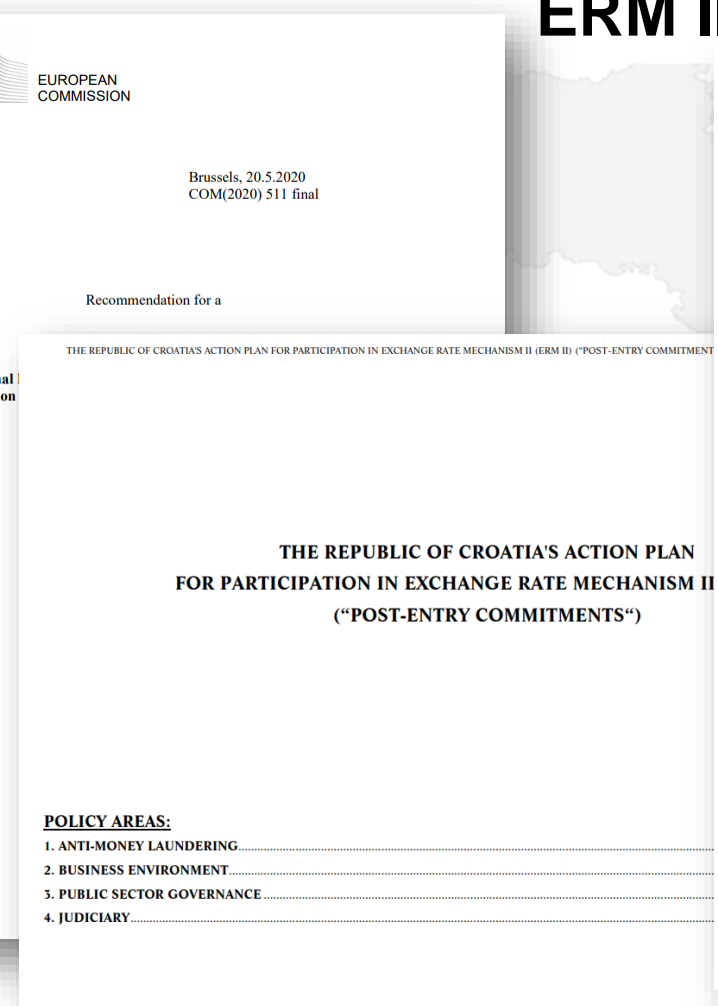 ERM II
EUROPEAN
COMMISSION
Brussels, 20.5.2020
COM(2020) 511 final
Recommendation for a
THE REPUBLIC OF CROATIA'S ACTION PLAN FOR PARTICIPATION IN EXCHANGE RATE MECHANISM II (ERM II) ("POST-ENTRY COMMITMENT
al
on
THE REPUBLIC OF CROATIA'S ACTION PLAN
FOR PARTICIPATION IN EXCHANGE RATE MECHANISM II
(“POST-ENTRY COMMITMENTS“)
POLICY AREAS:
1. ANTI-MONEY LAUNDERING
2. BUSINESS ENVIRONMENT
3. PUBLIC SECTOR GOVERNANCE
4. JUDICIARY